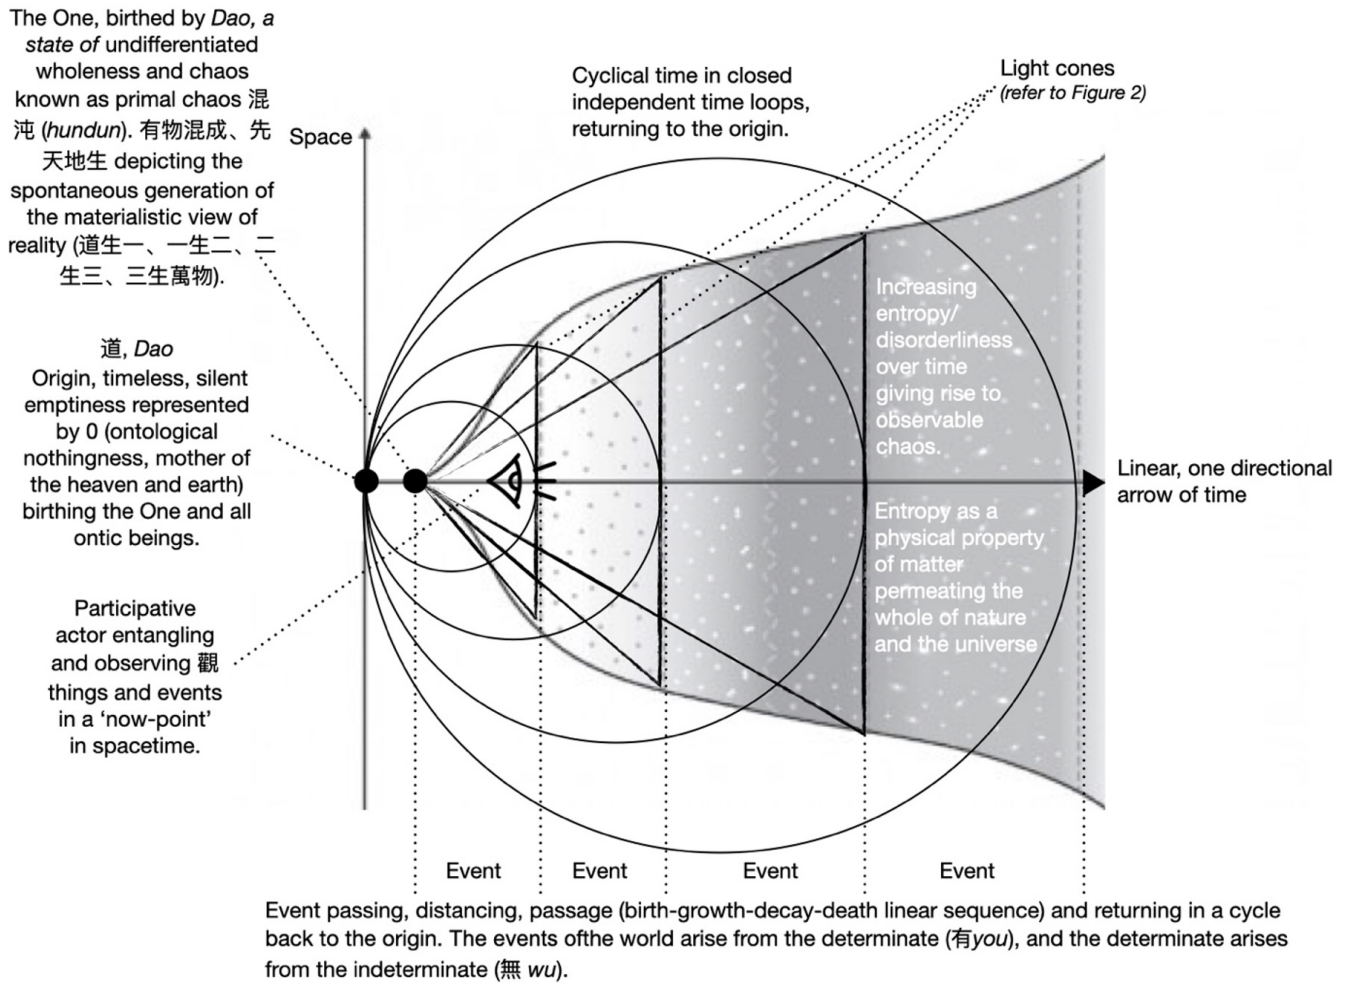 The One, birthed by Dao, a
state of undifferentiated
wholeness and chaos
known as primal chaos 混
沌 (hundun). 有物混成、先
天地生 depicting the
spontaneous generation of
the materialistic view of
reality (道生一、一生二、二
生三、三生萬物).
道, Dao
Origin, timeless, silent
emptiness represented
by 0 (ontological
nothingness, mother of
the heaven and earth)
birthing the One and all
ontic beings.
Participative
actor entangling
and observing 觀
things and events
in a ‘now-point’
in spacetime.
Space
Cyclical time in closed
independent time loops,
returning to the origin.
Light cones
(refer to Figure 2)
Increasing
entropy/
disorderliness
over time
giving rise to
observable
chaos.
Entropy as a
physical property
of matter
permeating the
whole of nature
and the universe
Linear, one directional
arrow of time
Event
Event
Event
Event
Event passing, distancing, passage (birth-growth-decay-death linear sequence) and returning in a cycle
back to the origin. The events ofthe world arise from the determinate (有you), and the determinate arises
from the indeterminate (無 wu).